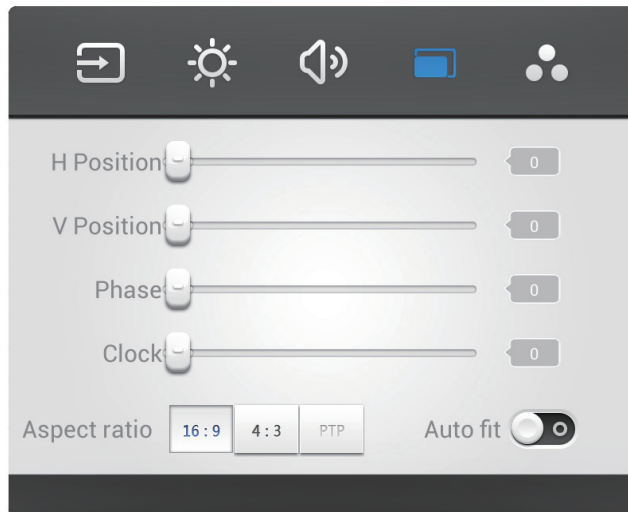 H Position 0
V Position 0
Phase 0
Clock 0
Aspect ratio 16:9 4:3 PTP Auto fit